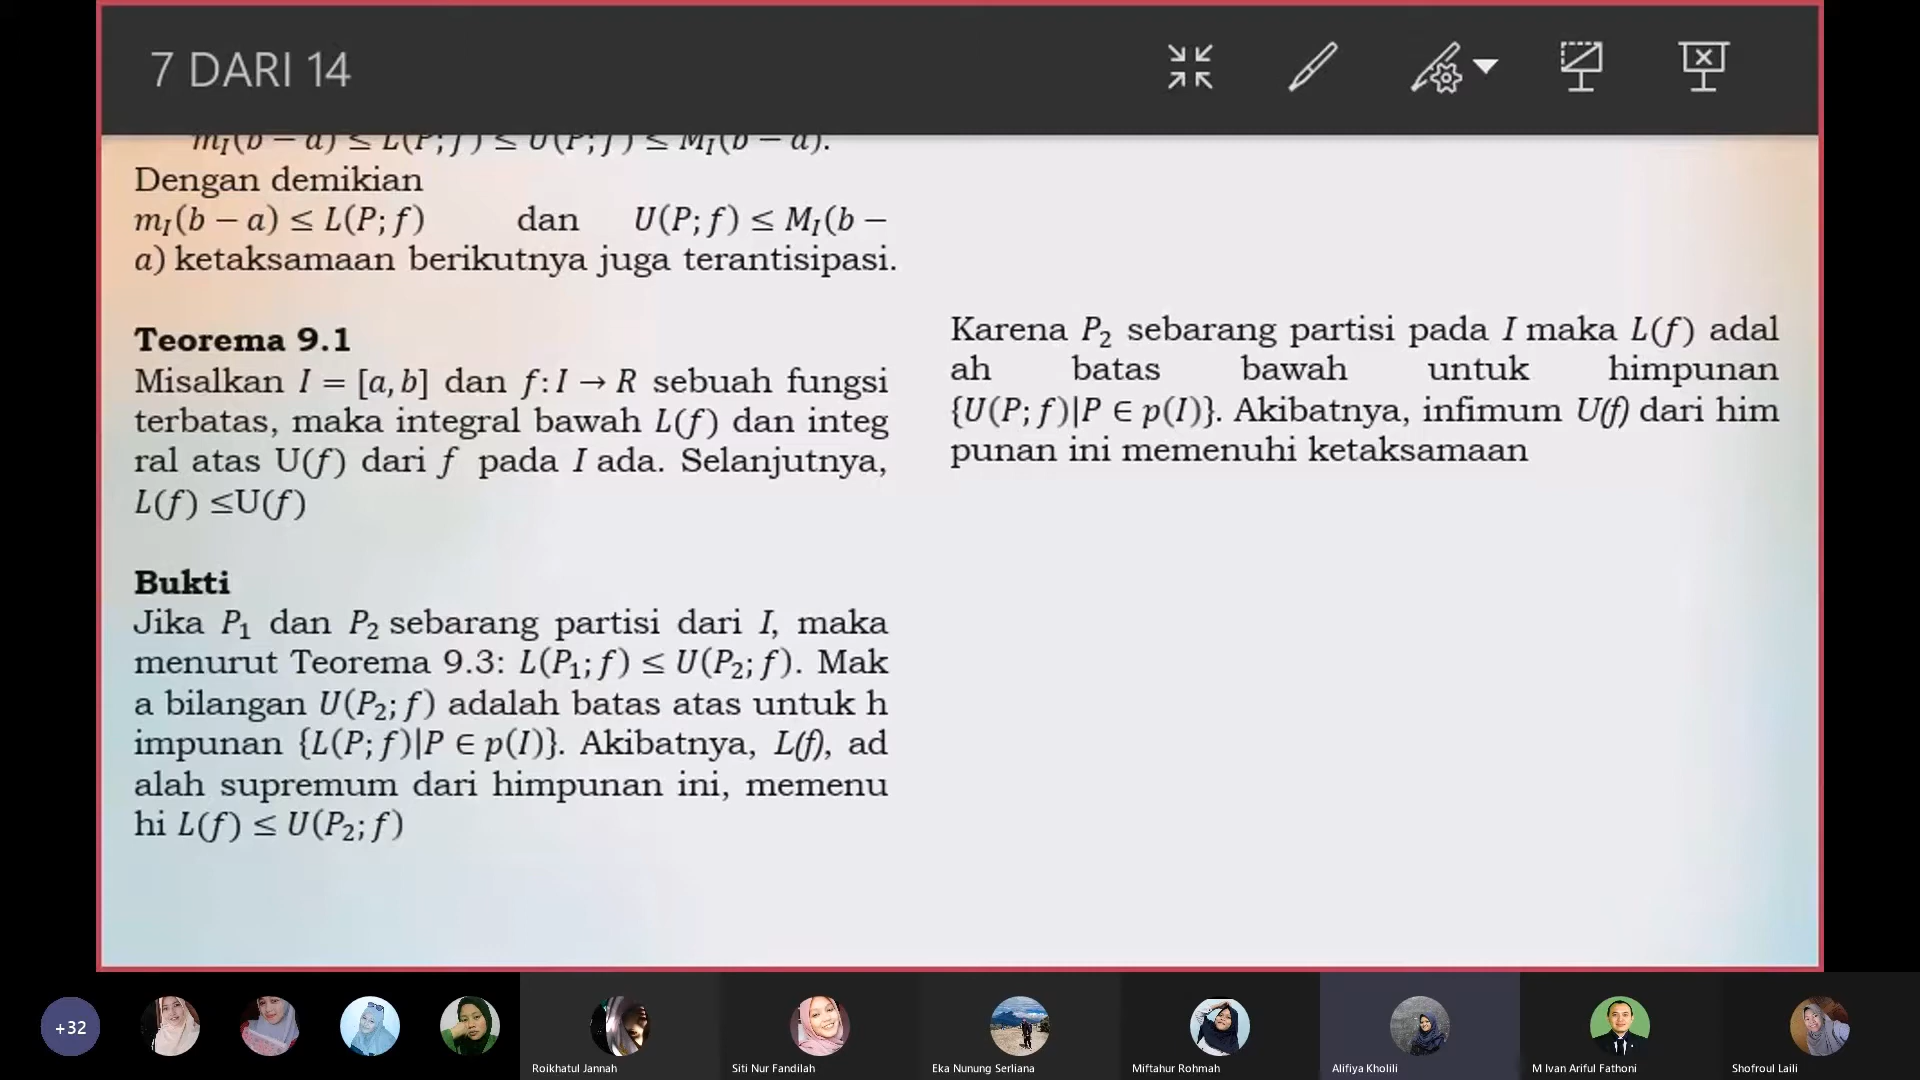 7 DARI 14
m_I(b − a) ≤ L(P; f) ≤ U(P; f) ≤ M_I(b − a).
Dengan demikian
m_I(b − a) ≤ L(P; f) dan U(P; f) ≤ M_I(b −
a) ketaksamaan berikutnya juga terantisipasi.
Teorema 9.1
Misalkan I = [a, b] dan f: I → R sebuah fungsi
terbatas, maka integral bawah L(f) dan integ
ral atas U(f) dari f pada I ada. Selanjutnya,
L(f) ≤U(f)
Bukti
Jika P₁ dan P₂ sebarang partisi dari I, maka
menurut Teorema 9.3: L(P₁; f) ≤ U(P₂; f). Mak
a bilangan U(P₂; f) adalah batas atas untuk h
impunan {L(P; f)|P ∈ p(I)}. Akibatnya, L(f), ad
alah supremum dari himpunan ini, memenu
hi L(f) ≤ U(P₂; f)
Karena P₂ sebarang partisi pada I maka L(f) adal
ah batas bawah untuk himpunan
{U(P; f)|P ∈ p(I)}. Akibatnya, infimum U(f) dari him
punan ini memenuhi ketaksamaan
+32
Roikhatul Jannah
Siti Nur Fandilah
Eka Nunung Serliana
Miftahur Rohmah
Alifiya Kholili
M Ivan Ariful Fathoni
Shofroul Laili